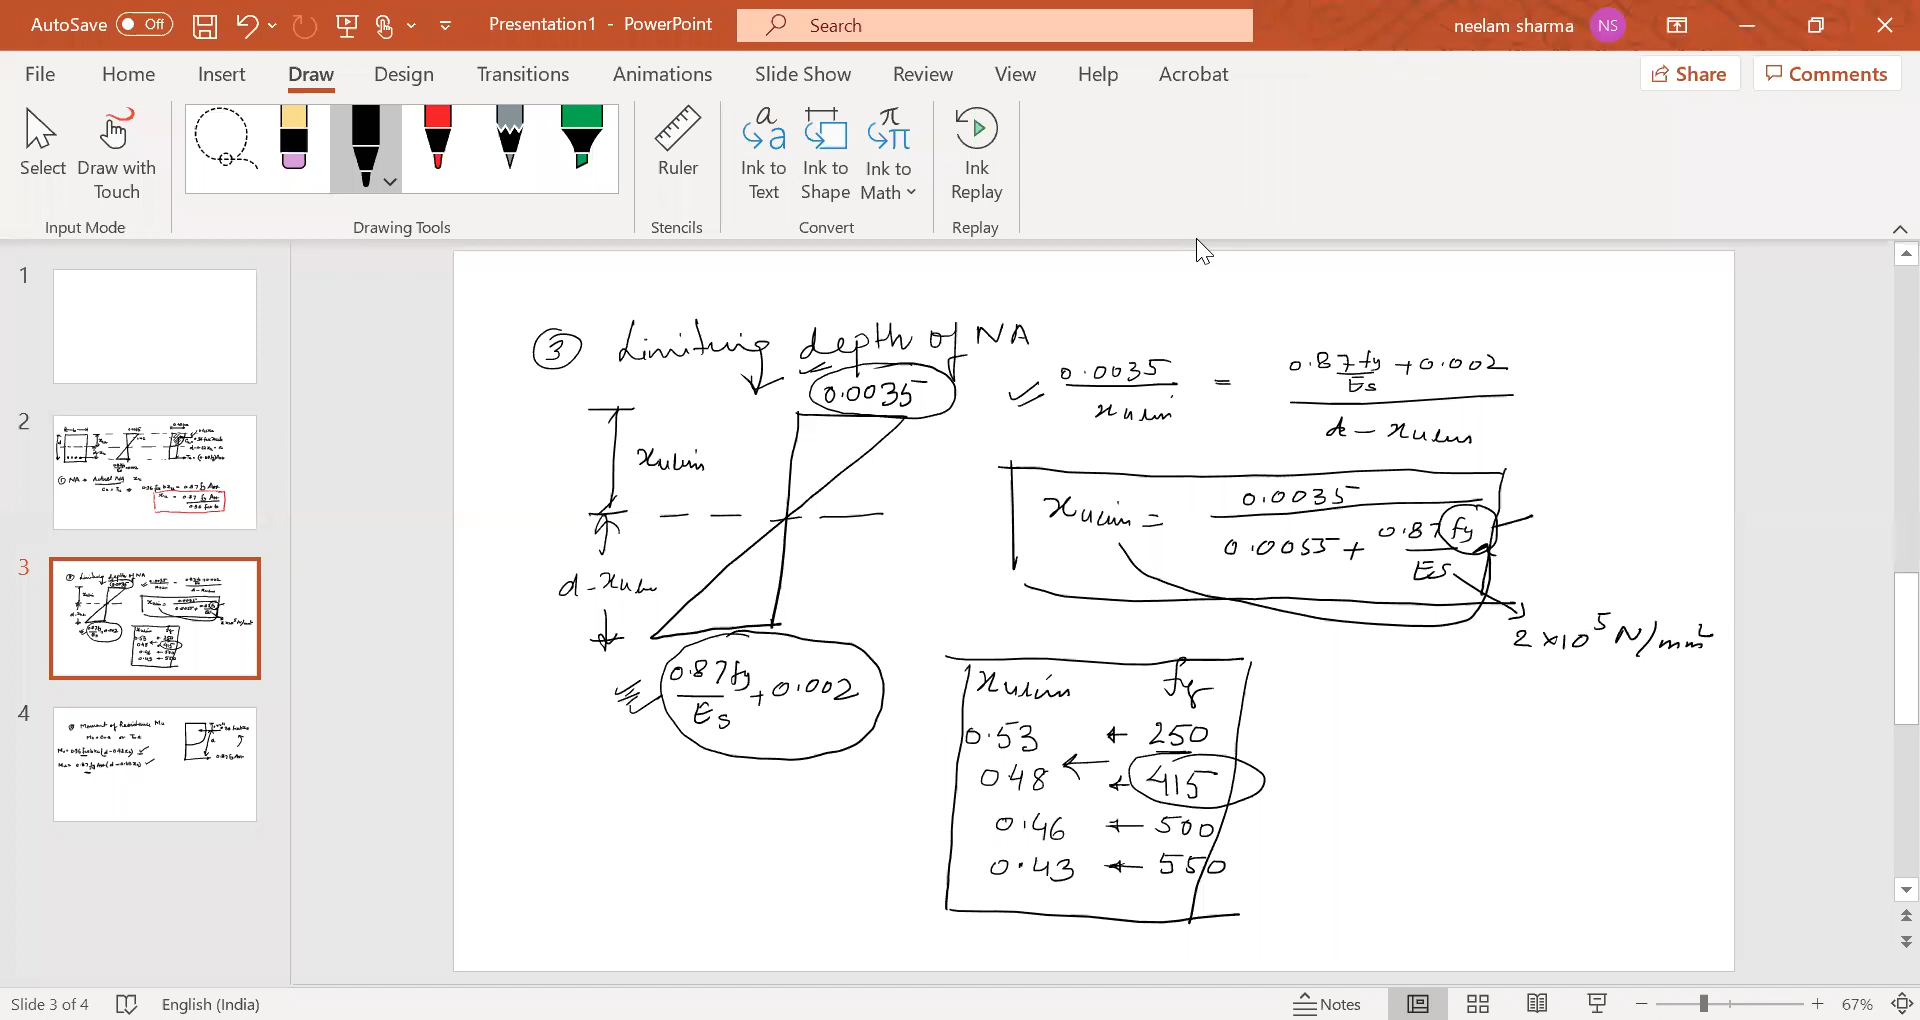 AutoSave Off
Presentation1 - PowerPoint
Search
neelam sharma NS
File Home Insert Draw Design Transitions Animations Slide Show Review View Help Acrobat
Share Comments
Select
Draw with Touch
Ruler
Ink to Text
Ink to Shape
Ink to Math
Ink Replay
Input Mode Drawing Tools Stencils Convert Replay
1
2
3
4
③ Limiting depth of NA
0.0035
xulim
d - xulim
0.87fy/Es + 0.002
0.0035/xulim = (0.87fy/Es + 0.002)/(d - xulim)
xulim = 0.0035/(0.0055 + 0.87fy/Es)
2 x 10^5 N/mm²
xulim fy
0.53 ← 250
0.48 ← 415
0.46 ← 500
0.43 ← 550
Slide 3 of 4 English (India) Notes 67%